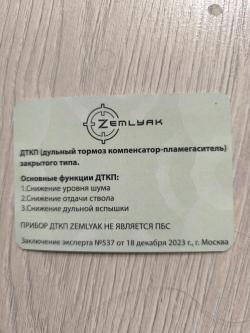 ZEMLYAK
ДТКП (дульный тормоз компенсатор-пламегаситель)
закрытого типа.
Основные функции ДТКП:
1.Снижение уровня шума
2.Снижение отдачи ствола
3.Снижение дульной вспышки
ПРИБОР ДТКП ZEMLYAK НЕ ЯВЛЯЕТСЯ ПБС
Заключение эксперта №537 от 18 декабря 2023 г., г. Москва